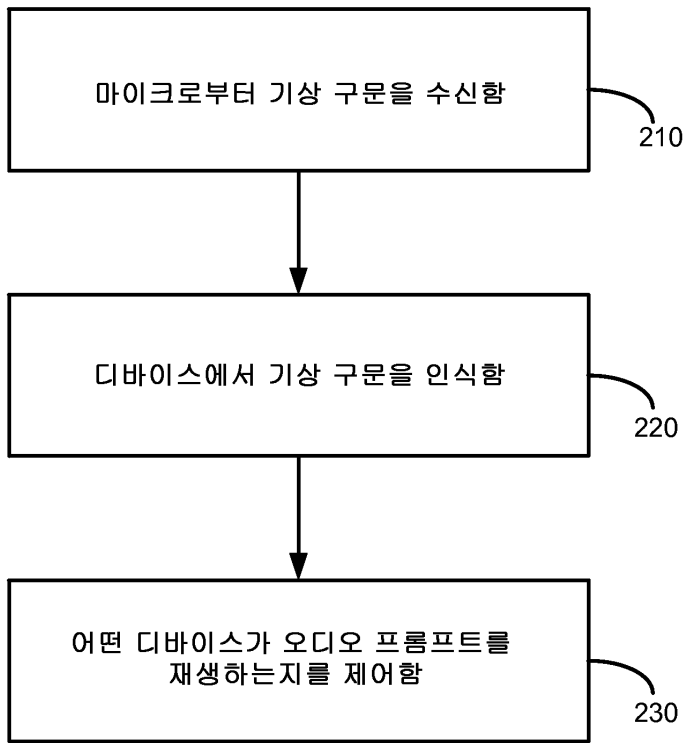 마이크로부터 기상 구문을 수신함
210
디바이스에서 기상 구문을 인식함
220
어떤 디바이스가 오디오 프롬프트를
재생하는지를 제어함
230